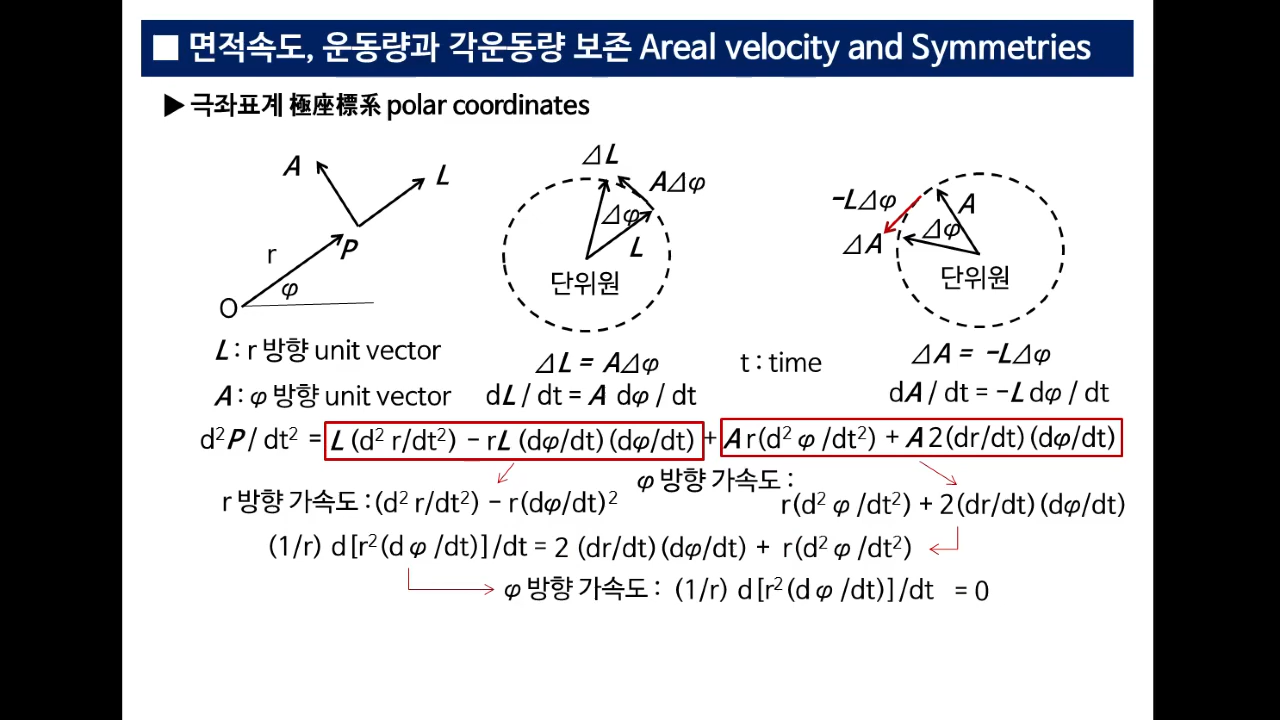 ■ 면적속도, 운동량과 각운동량 보존 Areal velocity and Symmetries
▶ 극좌표계 極座標系 polar coordinates
A
L
r
P
φ
O
ΔL
AΔφ
Δφ
L
단위원
-LΔφ
A
ΔA
Δφ
단위원
L : r 방향 unit vector
A : φ 방향 unit vector
ΔL = AΔφ
dL / dt = A dφ / dt
t : time
ΔA = -LΔφ
dA / dt = -L dφ / dt
d²P / dt² = L (d² r/dt²) - rL (dφ/dt) (dφ/dt) + A r(d² φ /dt²) + A 2(dr/dt) (dφ/dt)
r 방향 가속도 : (d² r/dt²) - r(dφ/dt)²
φ 방향 가속도 :
r(d² φ /dt²) + 2(dr/dt) (dφ/dt)
(1/r) d [r² (d φ /dt)] /dt = 2 (dr/dt) (dφ/dt) + r(d² φ /dt²)
φ 방향 가속도 : (1/r) d [r² (d φ /dt)] /dt = 0